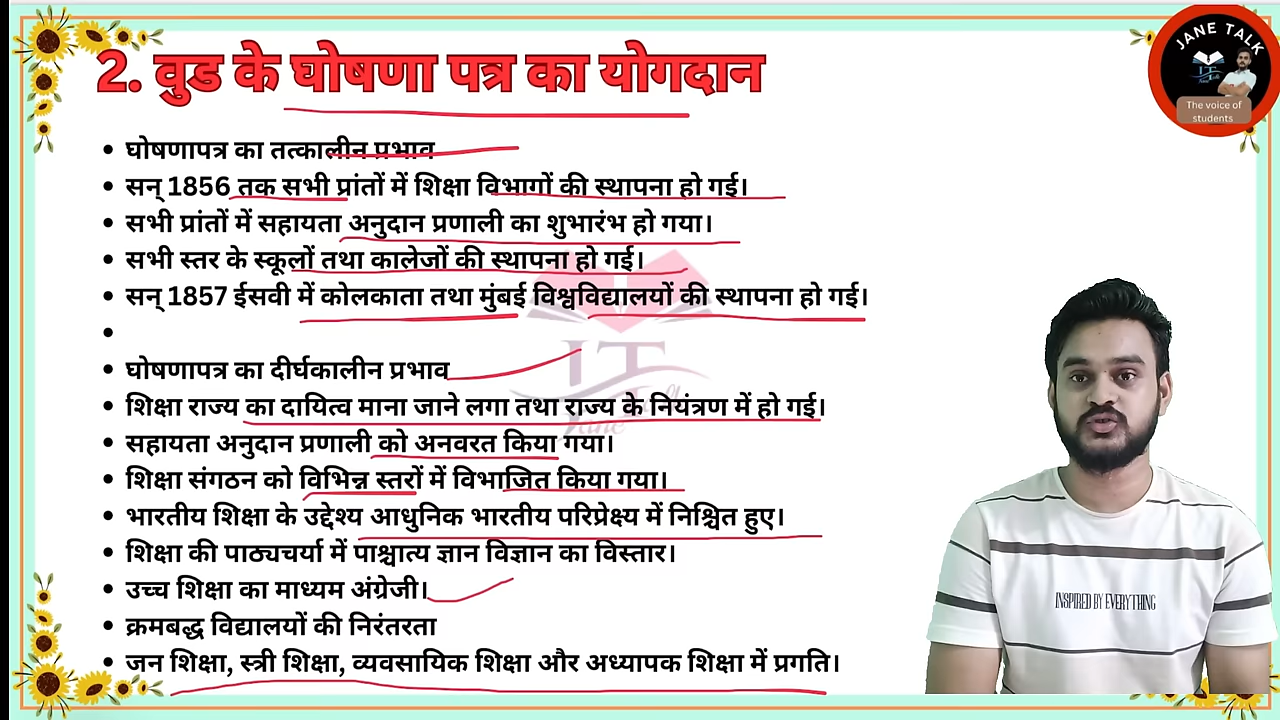 2. वुड के घोषणा पत्र का योगदान
JANE TALK
The voice of
students
• घोषणापत्र का तत्कालीन प्रभाव
• सन् 1856 तक सभी प्रांतों में शिक्षा विभागों की स्थापना हो गई।
• सभी प्रांतों में सहायता अनुदान प्रणाली का शुभारंभ हो गया।
• सभी स्तर के स्कूलों तथा कालेजों की स्थापना हो गई।
• सन् 1857 ईसवी में कोलकाता तथा मुंबई विश्वविद्यालयों की स्थापना हो गई।
•
• घोषणापत्र का दीर्घकालीन प्रभाव
• शिक्षा राज्य का दायित्व माना जाने लगा तथा राज्य के नियंत्रण में हो गई।
• सहायता अनुदान प्रणाली को अनवरत किया गया।
• शिक्षा संगठन को विभिन्न स्तरों में विभाजित किया गया।
• भारतीय शिक्षा के उद्देश्य आधुनिक भारतीय परिप्रेक्ष्य में निश्चित हुए।
• शिक्षा की पाठ्यचर्या में पाश्चात्य ज्ञान विज्ञान का विस्तार।
• उच्च शिक्षा का माध्यम अंग्रेजी।
• क्रमबद्ध विद्यालयों की निरंतरता
• जन शिक्षा, स्त्री शिक्षा, व्यवसायिक शिक्षा और अध्यापक शिक्षा में प्रगति।
INSPIRED BY EVERYTHING